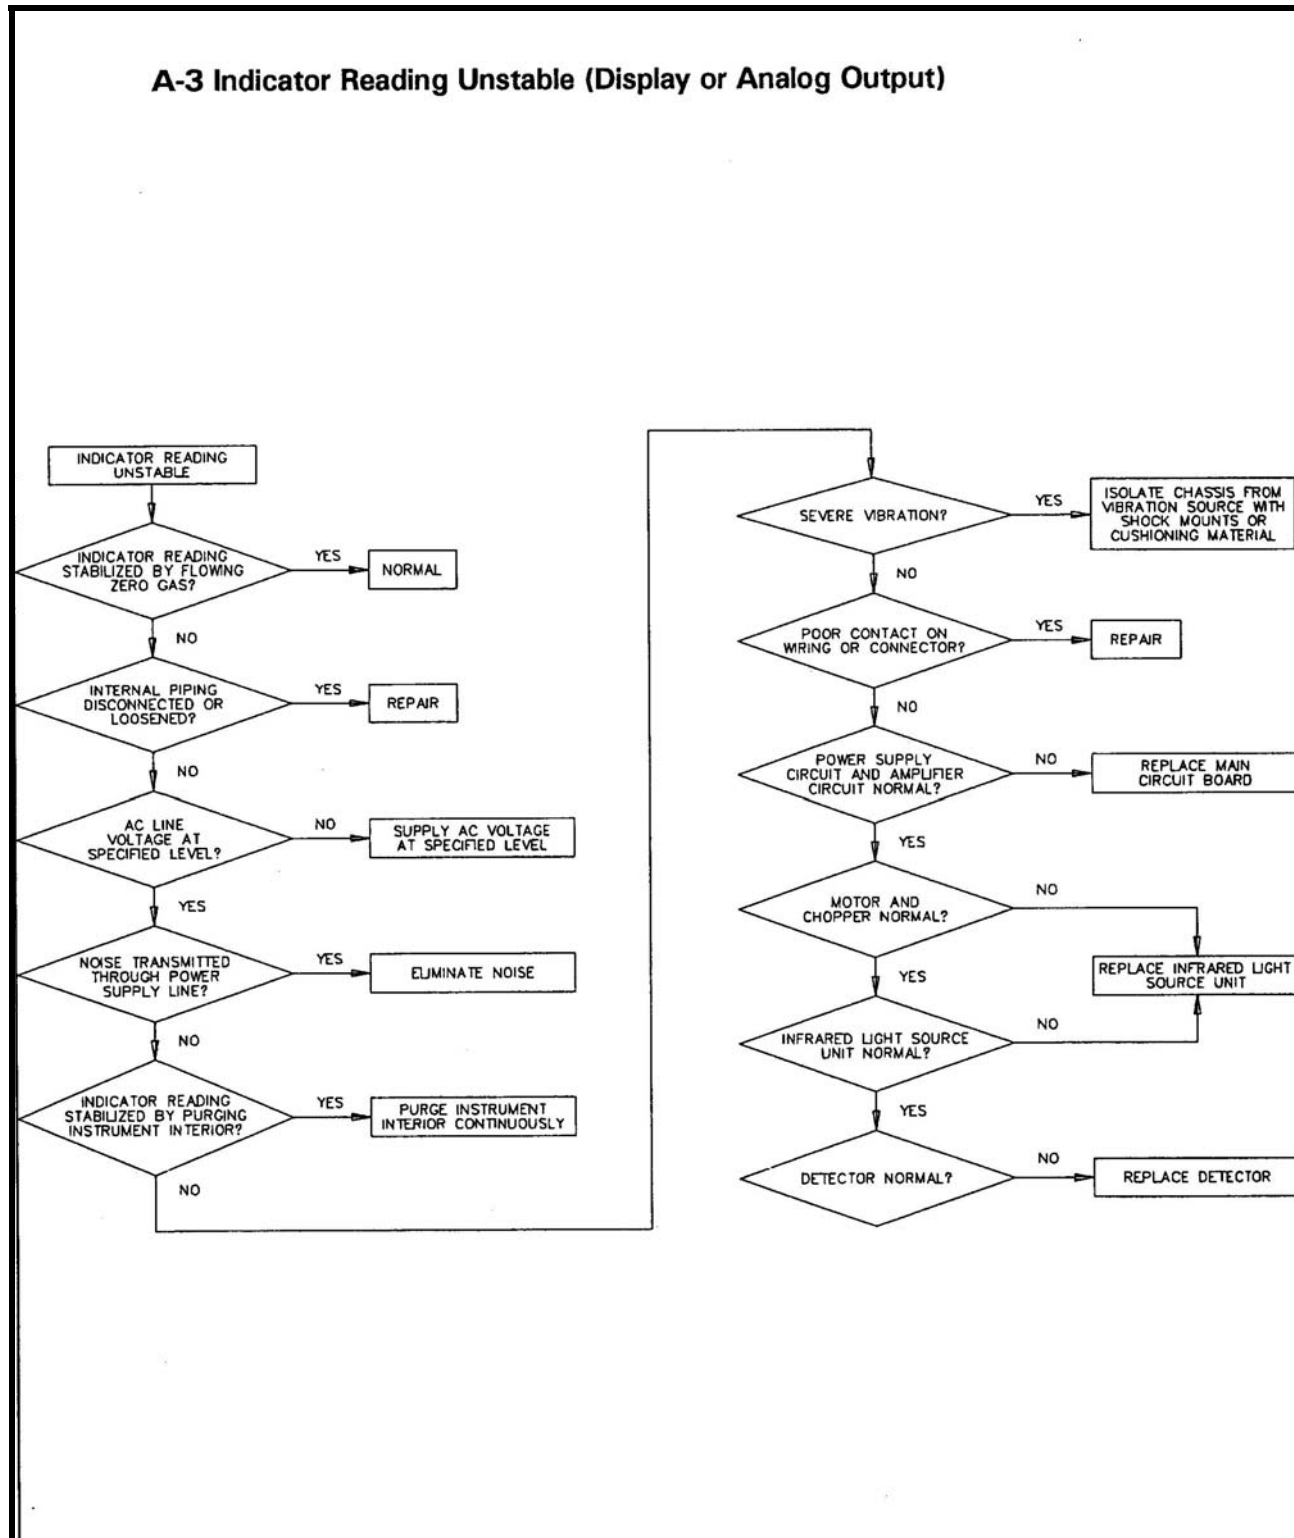 A-3 Indicator Reading Unstable (Display or Analog Output)
INDICATOR READING
UNSTABLE
INDICATOR READING
STABILIZED BY FLOWING
ZERO GAS?
YES
NORMAL
NO
INTERNAL PIPING
DISCONNECTED OR
LOOSENED?
YES
REPAIR
NO
AC LINE
VOLTAGE AT
SPECIFIED LEVEL?
NO
SUPPLY AC VOLTAGE
AT SPECIFIED LEVEL
YES
NOISE TRANSMITTED
THROUGH POWER
SUPPLY LINE?
YES
ELIMINATE NOISE
NO
INDICATOR READING
STABILIZED BY PURGING
INSTRUMENT INTERIOR?
YES
PURGE INSTRUMENT
INTERIOR CONTINUOUSLY
NO
SEVERE VIBRATION?
YES
ISOLATE CHASSIS FROM
VIBRATION SOURCE WITH
SHOCK MOUNTS OR
CUSHIONING MATERIAL
NO
POOR CONTACT ON
WIRING OR CONNECTOR?
YES
REPAIR
NO
POWER SUPPLY
CIRCUIT AND AMPLIFIER
CIRCUIT NORMAL?
NO
REPLACE MAIN
CIRCUIT BOARD
YES
MOTOR AND
CHOPPER NORMAL?
NO
REPLACE INFRARED LIGHT
SOURCE UNIT
YES
INFRARED LIGHT SOURCE
UNIT NORMAL?
NO
YES
DETECTOR NORMAL?
NO
REPLACE DETECTOR